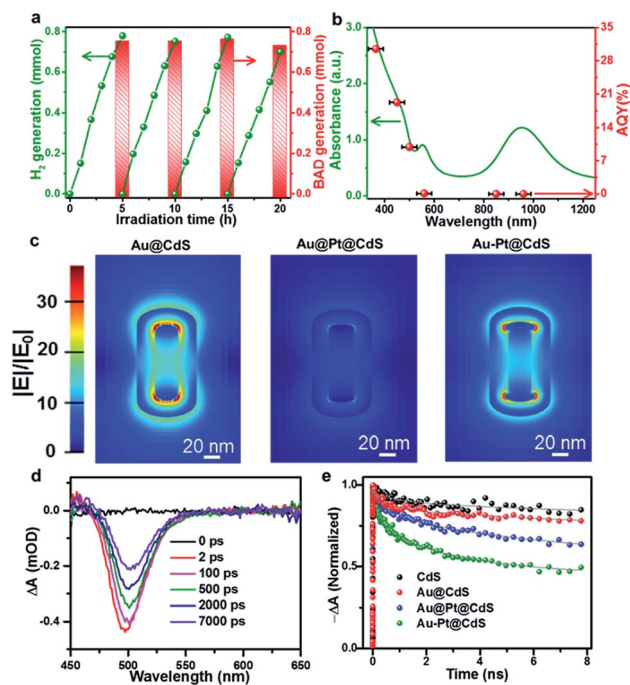 a
H2 generation (mmol)
0.8
0.6
0.4
0.2
0.0
0.8
0.6
0.4
0.2
0.0
BAD generation (mmol)
0 5 10 15 20
Irradiation time (h)
b
Absorbance (a.u.)
3.0
2.0
1.0
0.0
35
28
21
14
7
0
AQY(%)
400 600 800 1000 1200
Wavelength (nm)
c
Au@CdS
Au@Pt@CdS
Au-Pt@CdS
|E|/|E0|
30
20
10
0
20 nm
20 nm
20 nm
d
ΔA (mOD)
0.0
-0.2
-0.4
0 ps
2 ps
100 ps
500 ps
2000 ps
7000 ps
450 500 550 600 650
Wavelength (nm)
e
−ΔA (Normalized)
1.0
0.5
0.0
CdS
Au@CdS
Au@Pt@CdS
Au-Pt@CdS
0 2 4 6 8
Time (ns)